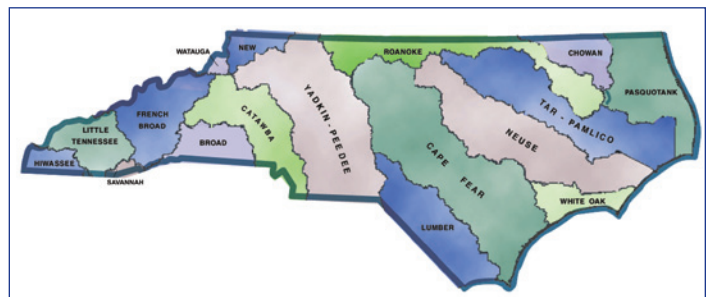 WATAUGA
NEW
ROANOKE
CHOWAN
PASQUOTANK
YADKIN - PEE DEE
TAR - PAMLICO
FRENCH
BROAD
CATAWBA
LITTLE
TENNESSEE
BROAD
NEUSE
CAPE FEAR
HIWASSEE
SAVANNAH
WHITE OAK
LUMBER